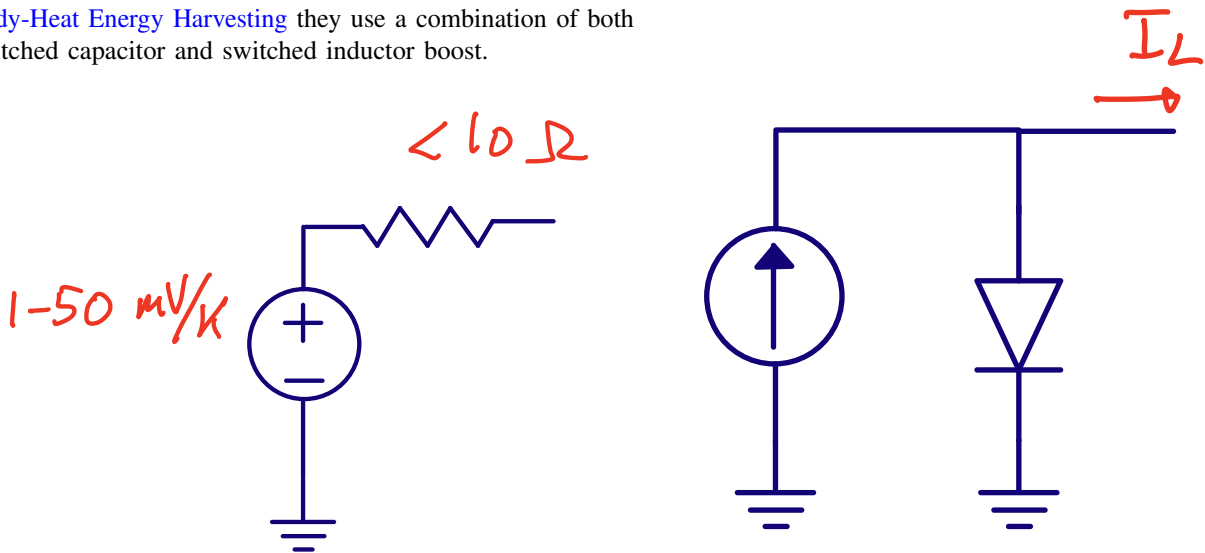 dy-Heat Energy Harvesting they use a combination of both
tched capacitor and switched inductor boost.
I_L
<10 Ω
1-50 mV/K